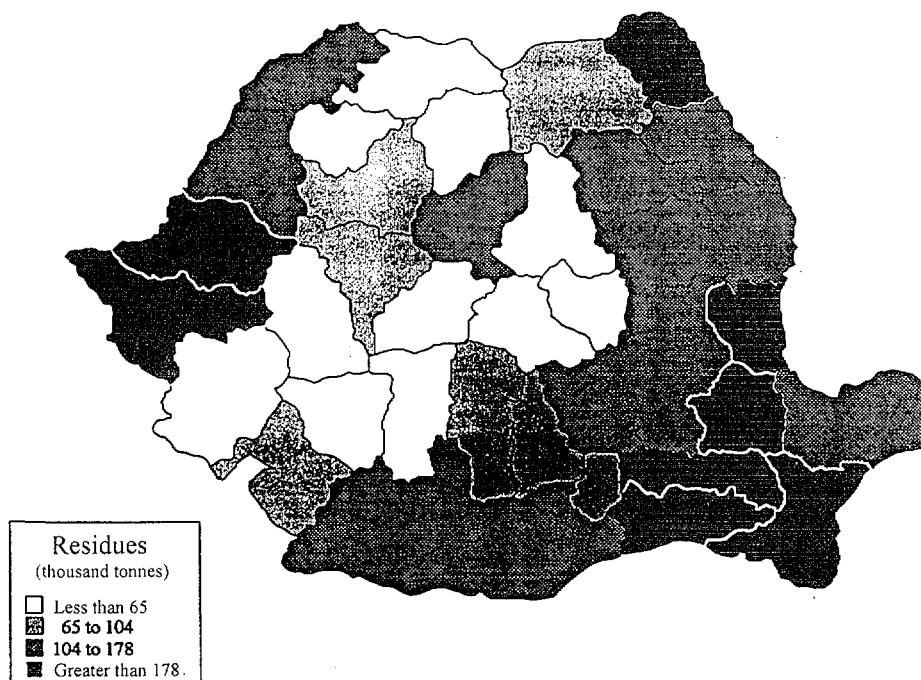 Residues
(thousand tonnes)
Less than 65
65 to 104
104 to 178
Greater than 178.